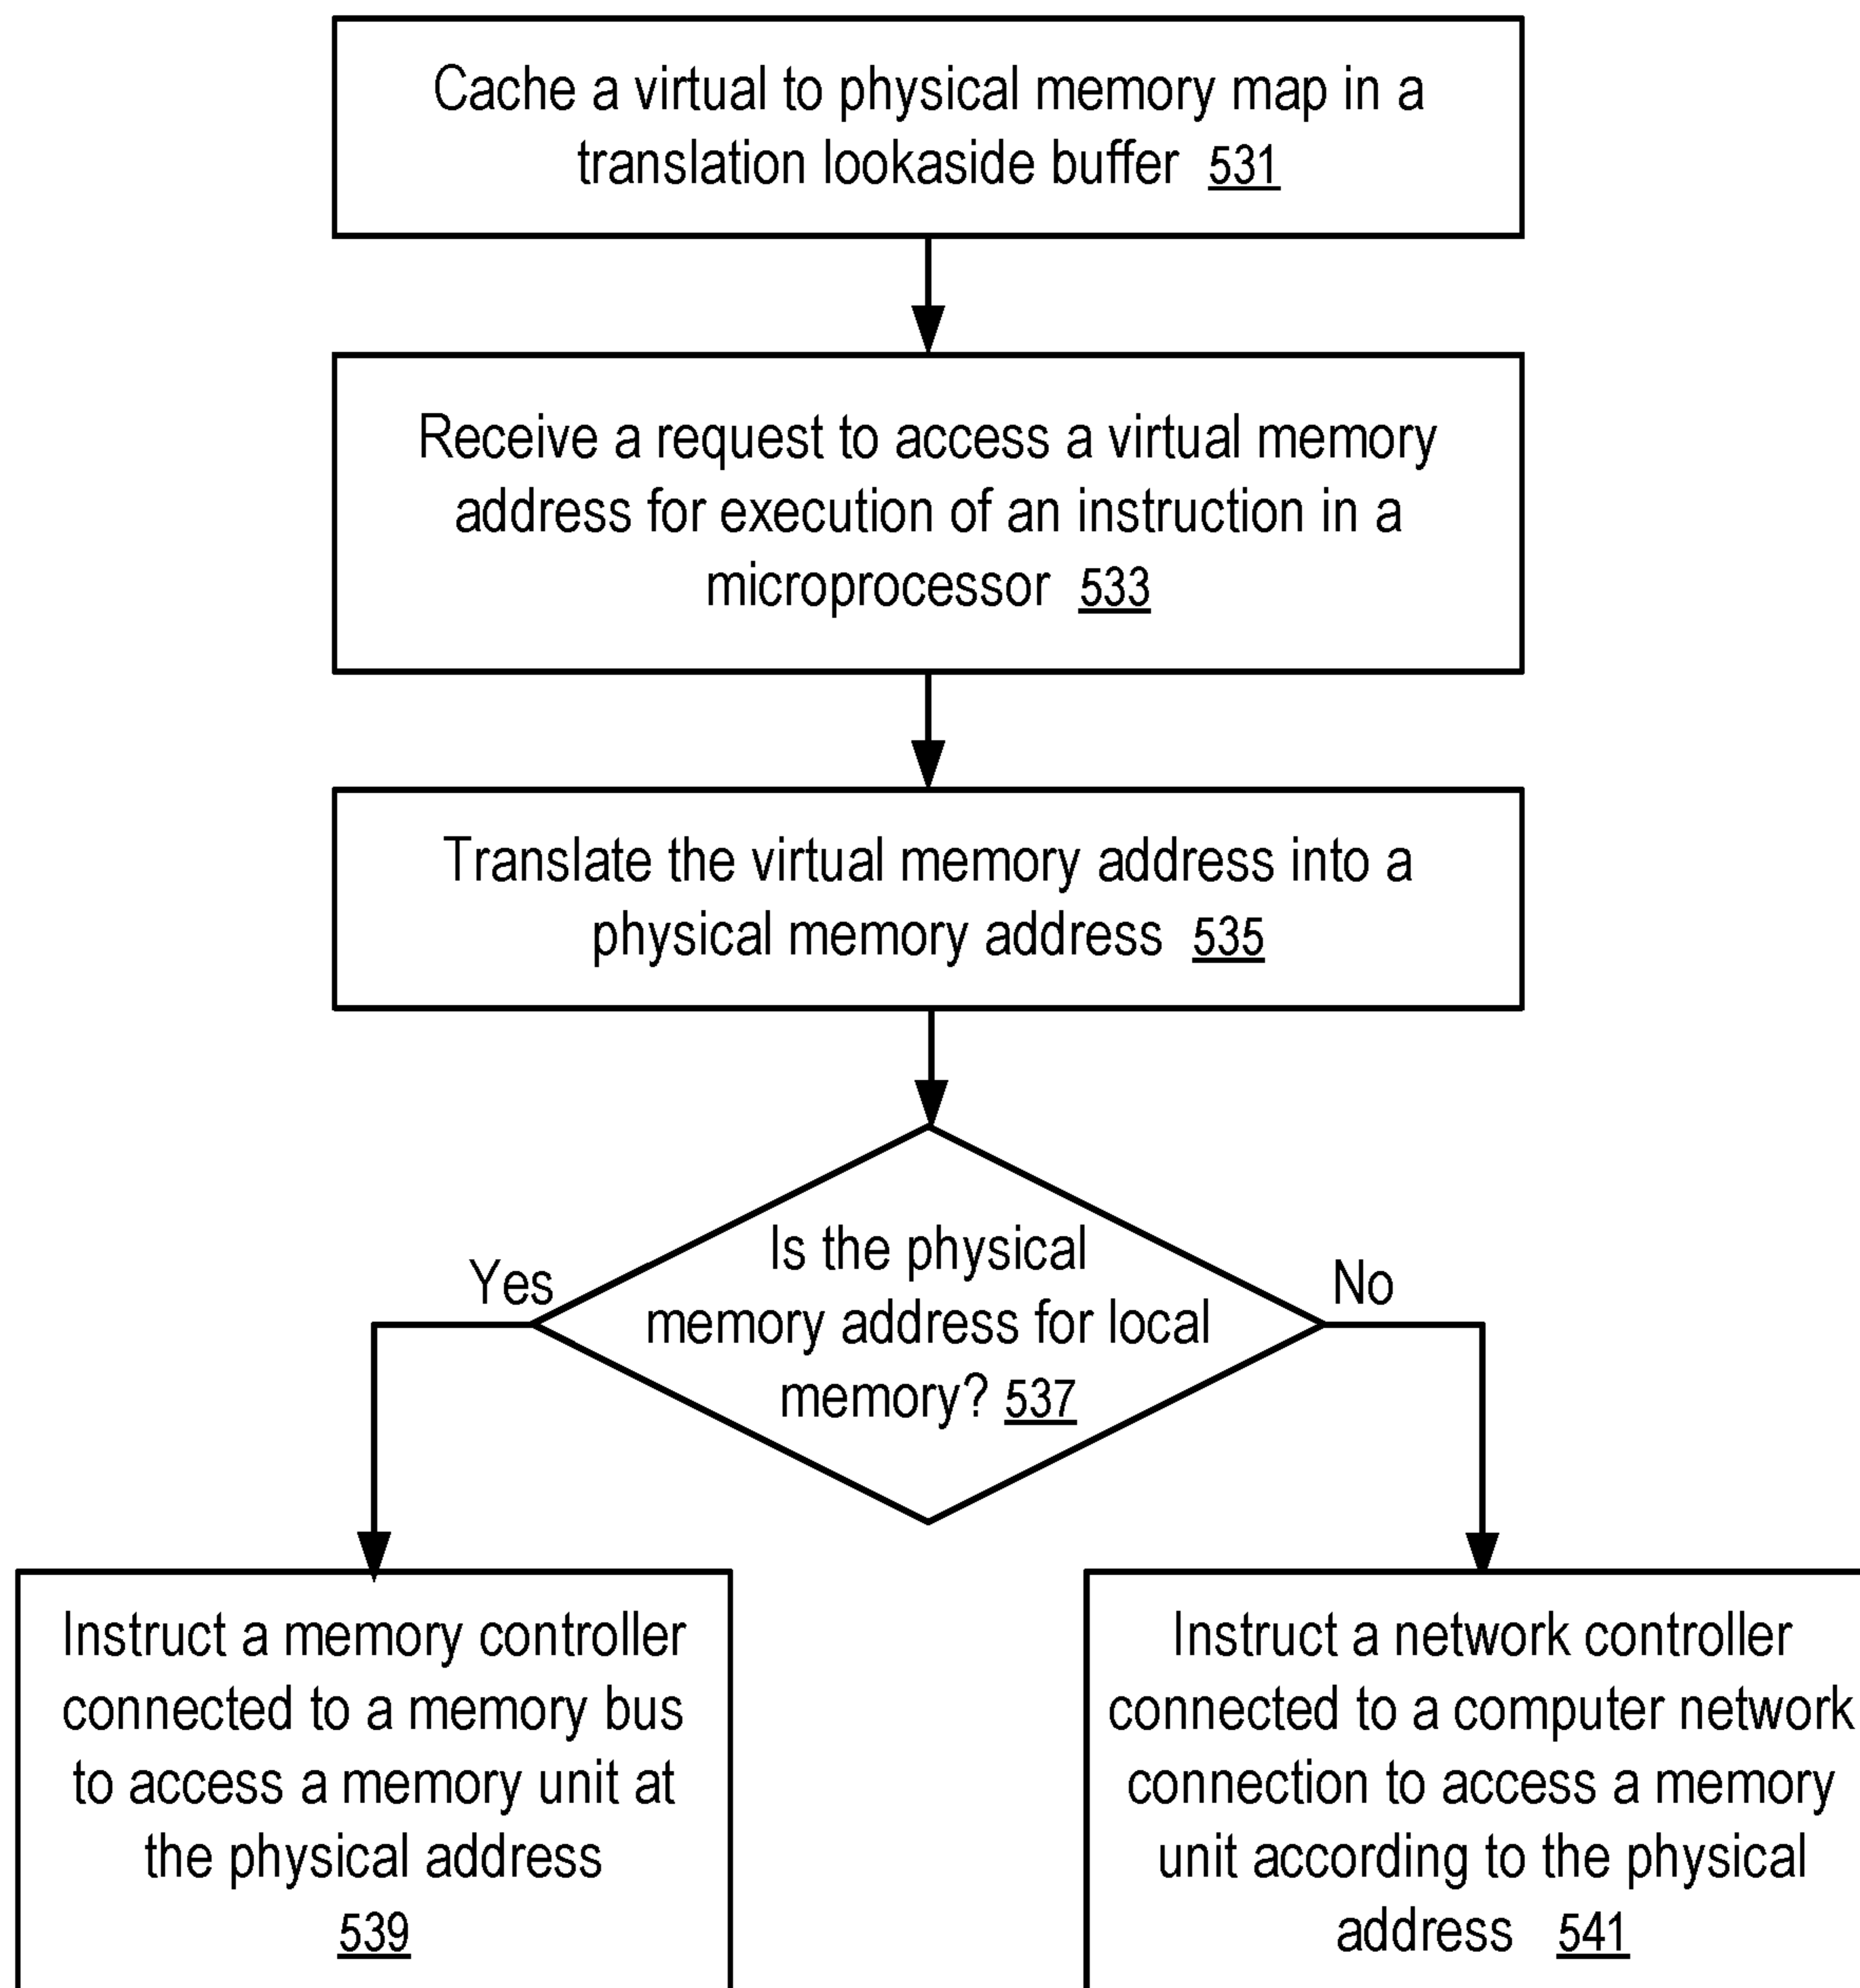 Cache a virtual to physical memory map in a
translation lookaside buffer 531
Receive a request to access a virtual memory
address for execution of an instruction in a
microprocessor 533
Translate the virtual memory address into a
physical memory address 535
Is the physical
memory address for local
memory? 537
Yes
No
Instruct a memory controller
connected to a memory bus
to access a memory unit at
the physical address
539
Instruct a network controller
connected to a computer network
connection to access a memory
unit according to the physical
address 541